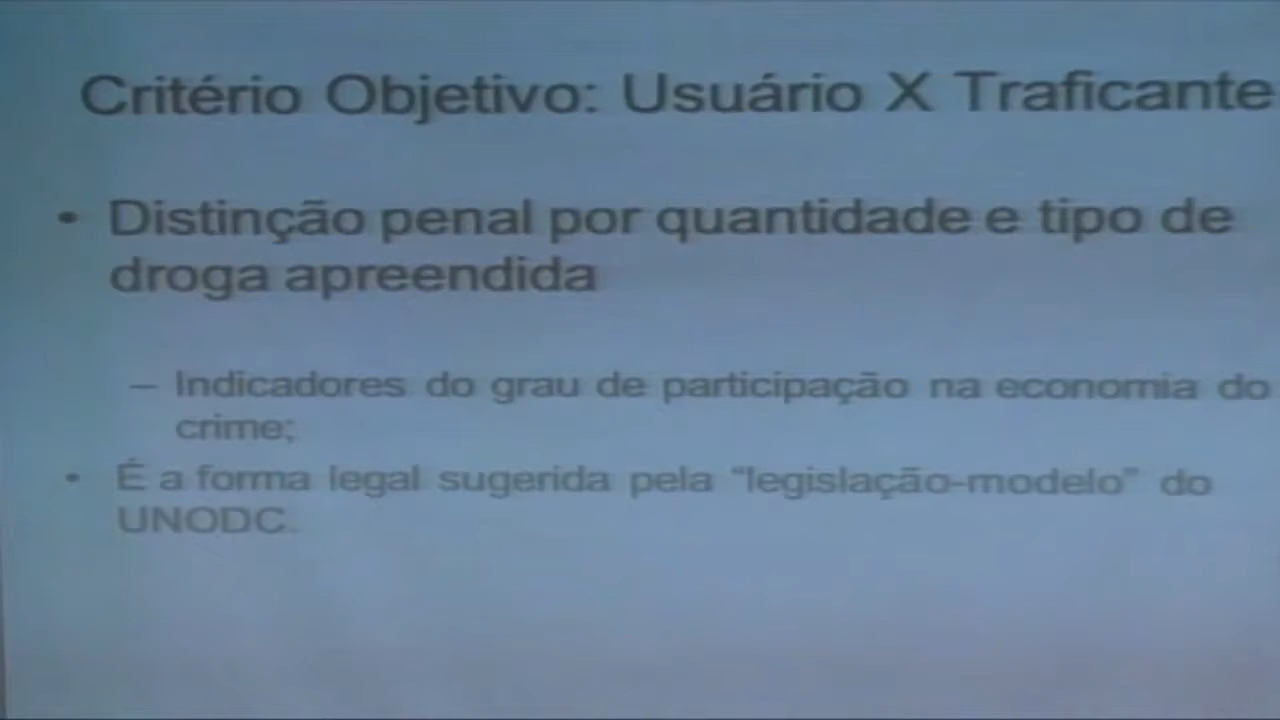 Critério Objetivo: Usuário X Traficante
• Distinção penal por quantidade e tipo de
droga apreendida
– Indicadores do grau de participação na economia do
crime;
• É a forma legal sugerida pela "legislação-modelo" do
UNODC.